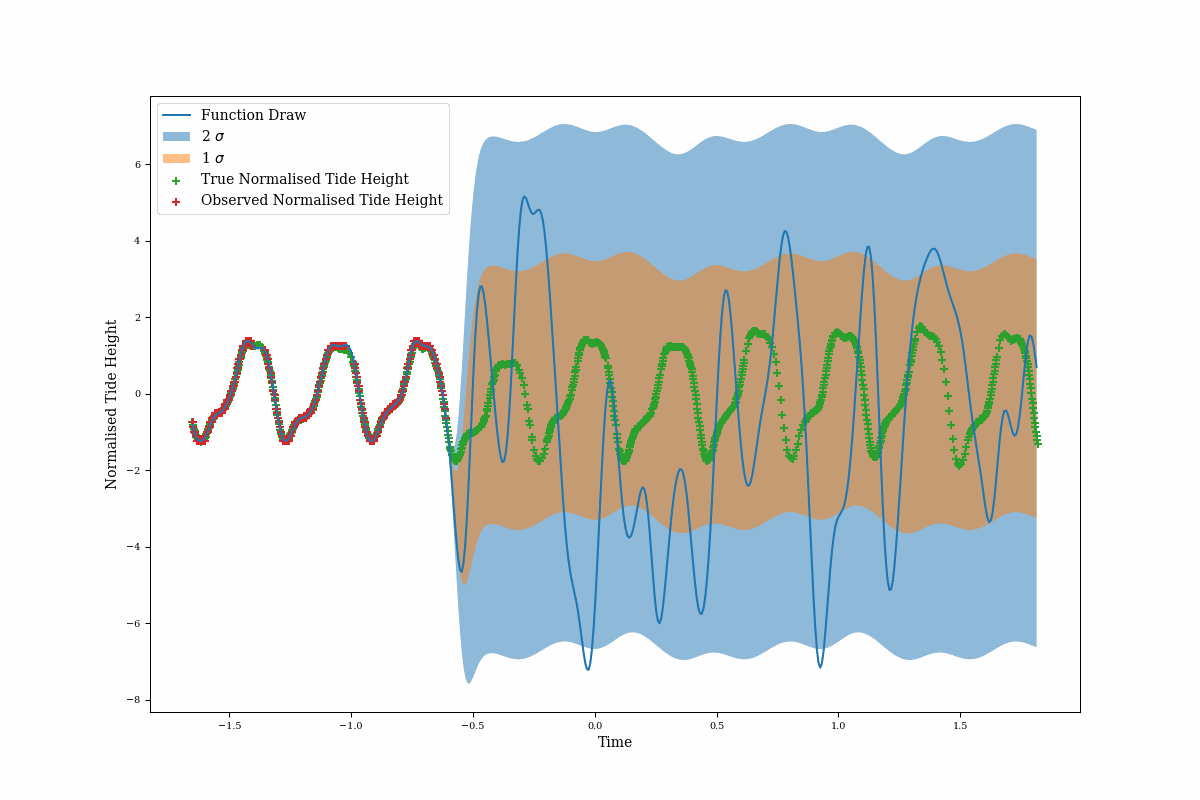 Function Draw
2 σ
1 σ
True Normalised Tide Height
Observed Normalised Tide Height
Normalised Tide Height
6
4
2
0
−2
−4
−6
−8
−1.5
−1.0
−0.5
0.0
0.5
1.0
1.5
Time